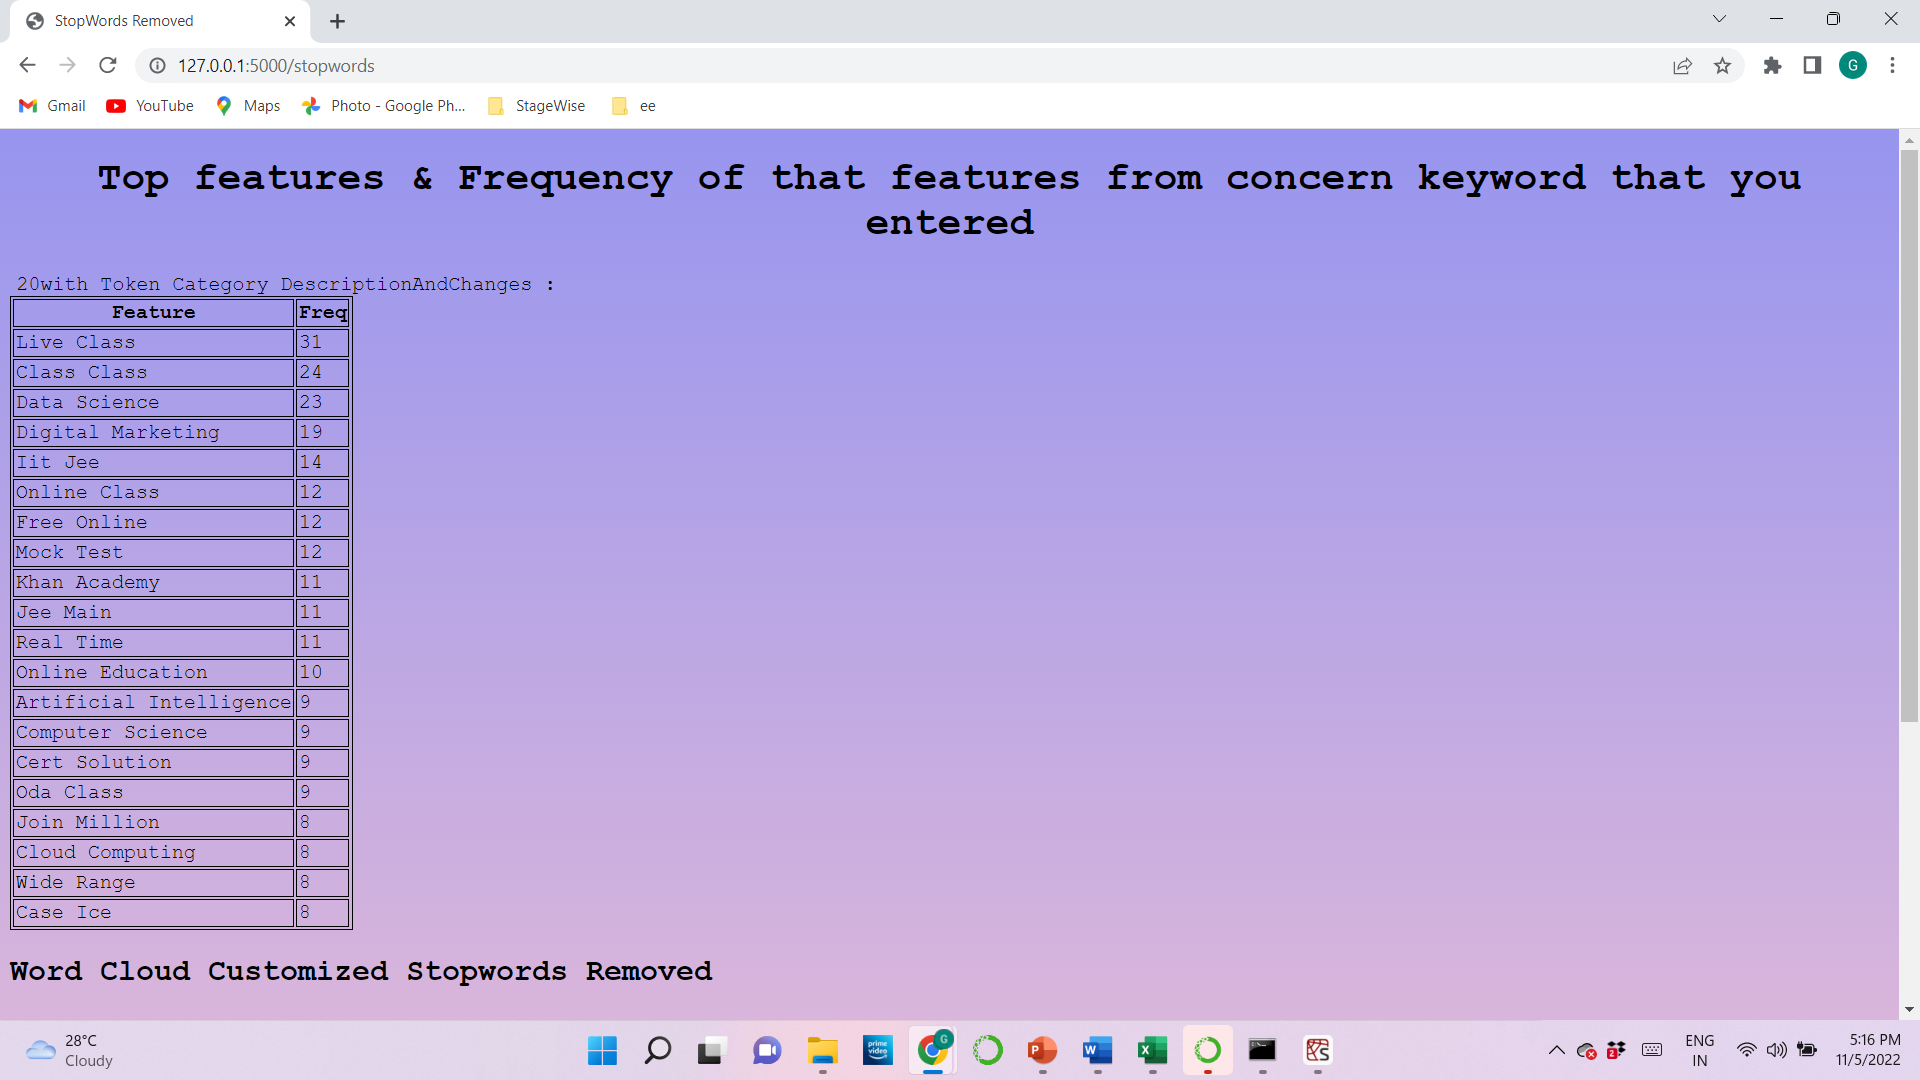 StopWords Removed
127.0.0.1:5000/stopwords
G
Gmail YouTube Maps Photo - Google Ph... StageWise ee
Top features & Frequency of that features from concern keyword that you
entered
20with Token Category DescriptionAndChanges :
Feature Freq
Live Class 31
Class Class 24
Data Science 23
Digital Marketing 19
Iit Jee 14
Online Class 12
Free Online 12
Mock Test 12
Khan Academy 11
Jee Main 11
Real Time 11
Online Education 10
Artificial Intelligence 9
Computer Science 9
Cert Solution 9
Oda Class 9
Join Million 8
Cloud Computing 8
Wide Range 8
Case Ice 8
Word Cloud Customized Stopwords Removed
28°C
Cloudy
prime
video
G
P
W
X
2
ENG
IN
5:16 PM
11/5/2022